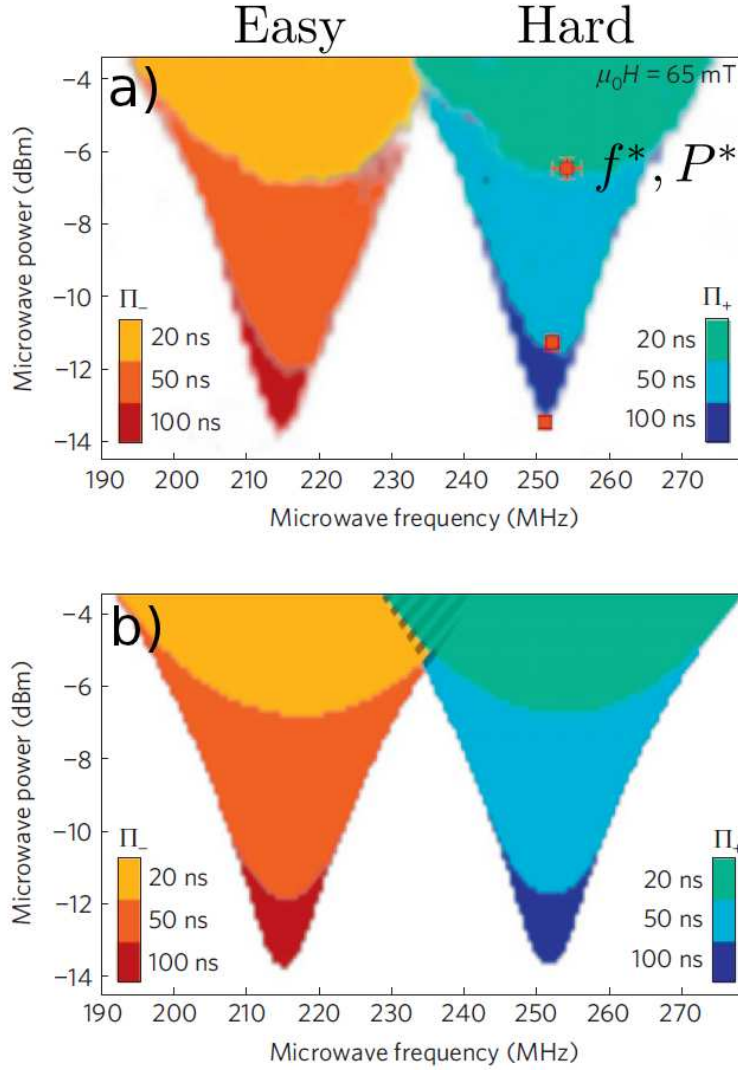 Easy Hard
a)
μ₀H = 65 mT
f*, P*
Microwave power (dBm)
−4
−6
−8
−10
−12
−14
Π₋
20 ns
50 ns
100 ns
Π₊
20 ns
50 ns
100 ns
190 200 210 220 230 240 250 260 270
Microwave frequency (MHz)
b)
Microwave power (dBm)
−4
−6
−8
−10
−12
−14
Π₋
20 ns
50 ns
100 ns
Π₊
20 ns
50 ns
100 ns
190 200 210 220 230 240 250 260 270
Microwave frequency (MHz)